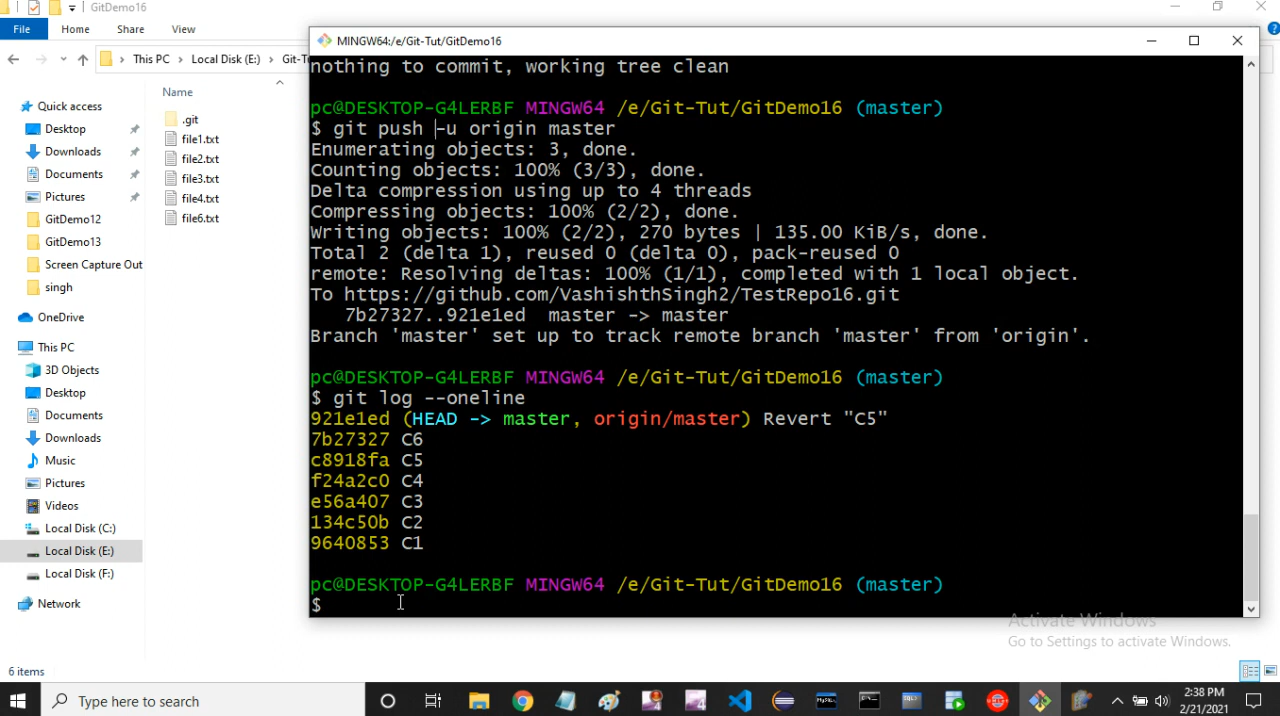 GitDemo16
File Home Share View
This PC Local Disk (E:) Git-T
Name
Quick access
Desktop
Downloads
Documents
Pictures
GitDemo12
GitDemo13
Screen Capture Out
singh
OneDrive
This PC
3D Objects
Desktop
Documents
Downloads
Music
Pictures
Videos
Local Disk (C:)
Local Disk (E:)
Local Disk (F:)
Network
.git
file1.txt
file2.txt
file3.txt
file4.txt
file6.txt
6 items
MINGW64:/e/Git-Tut/GitDemo16
nothing to commit, working tree clean
pc@DESKTOP-G4LERBF MINGW64 /e/Git-Tut/GitDemo16 (master)
$ git push -u origin master
Enumerating objects: 3, done.
Counting objects: 100% (3/3), done.
Delta compression using up to 4 threads
Compressing objects: 100% (2/2), done.
Writing objects: 100% (2/2), 270 bytes | 135.00 KiB/s, done.
Total 2 (delta 1), reused 0 (delta 0), pack-reused 0
remote: Resolving deltas: 100% (1/1), completed with 1 local object.
To https://github.com/VashishthSingh2/TestRepo16.git
7b27327..921e1ed master -> master
Branch 'master' set up to track remote branch 'master' from 'origin'.
pc@DESKTOP-G4LERBF MINGW64 /e/Git-Tut/GitDemo16 (master)
$ git log --oneline
921e1ed (HEAD -> master, origin/master) Revert "C5"
7b27327 C6
c8918fa C5
f24a2c0 C4
e56a407 C3
134c50b C2
9640853 C1
pc@DESKTOP-G4LERBF MINGW64 /e/Git-Tut/GitDemo16 (master)
$
Activate Windows
Go to Settings to activate Windows.
Type here to search
2:38 PM
2/21/2021